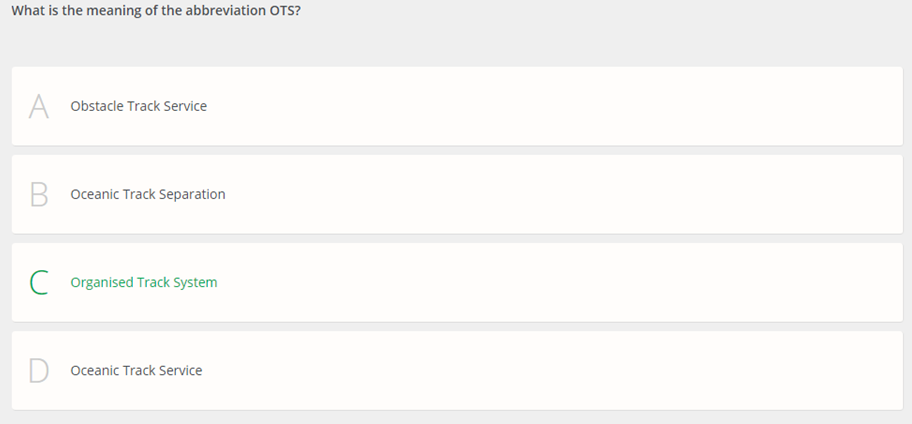 What is the meaning of the abbreviation OTS?
A Obstacle Track Service
B Oceanic Track Separation
C Organised Track System
D Oceanic Track Service